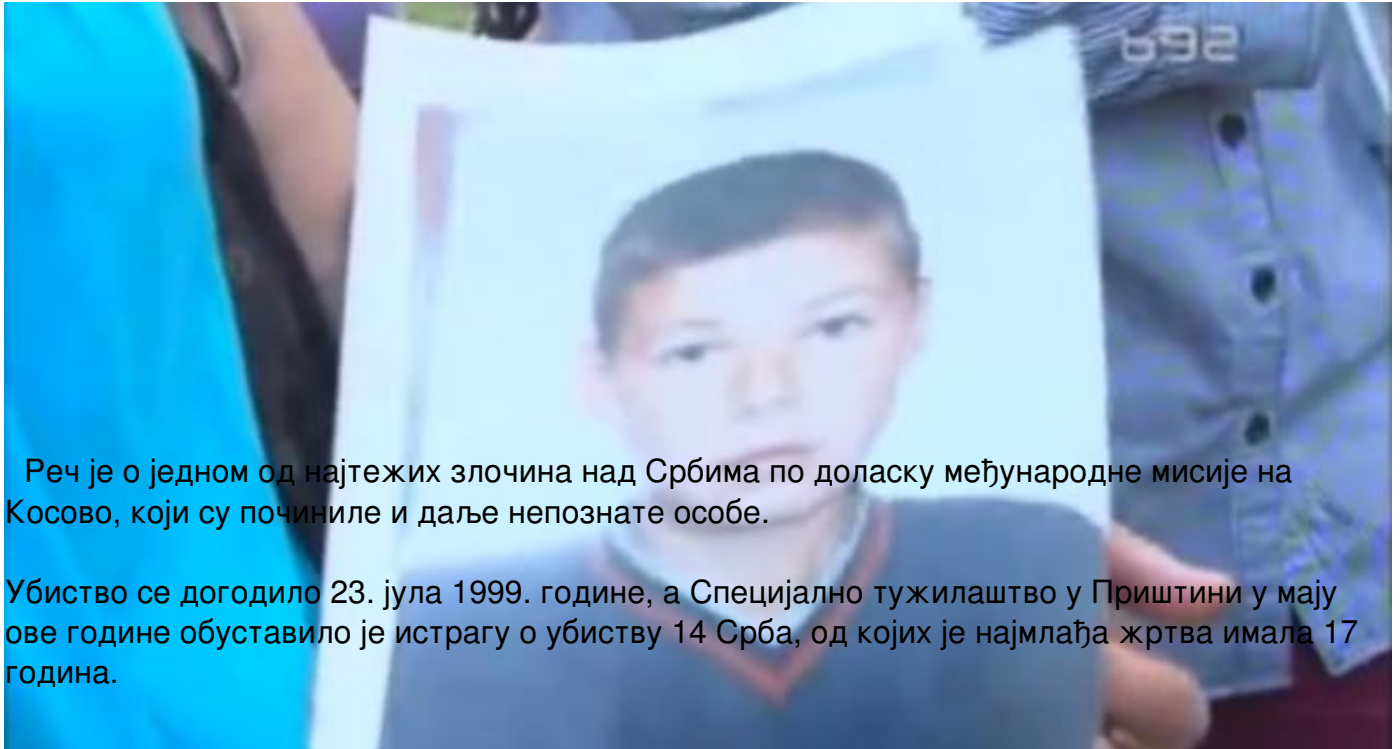 B92
Реч је о једном од најтежих злочина над Србима по доласку међународне мисије на
Косово, који су починиле и даље непознате особе.
Убиство се догодило 23. јула 1999. године, а Специјално тужилаштво у Приштини у мају
ове године обуставило је истрагу о убиству 14 Срба, од којих је најмлађа жртва имала 17
година.